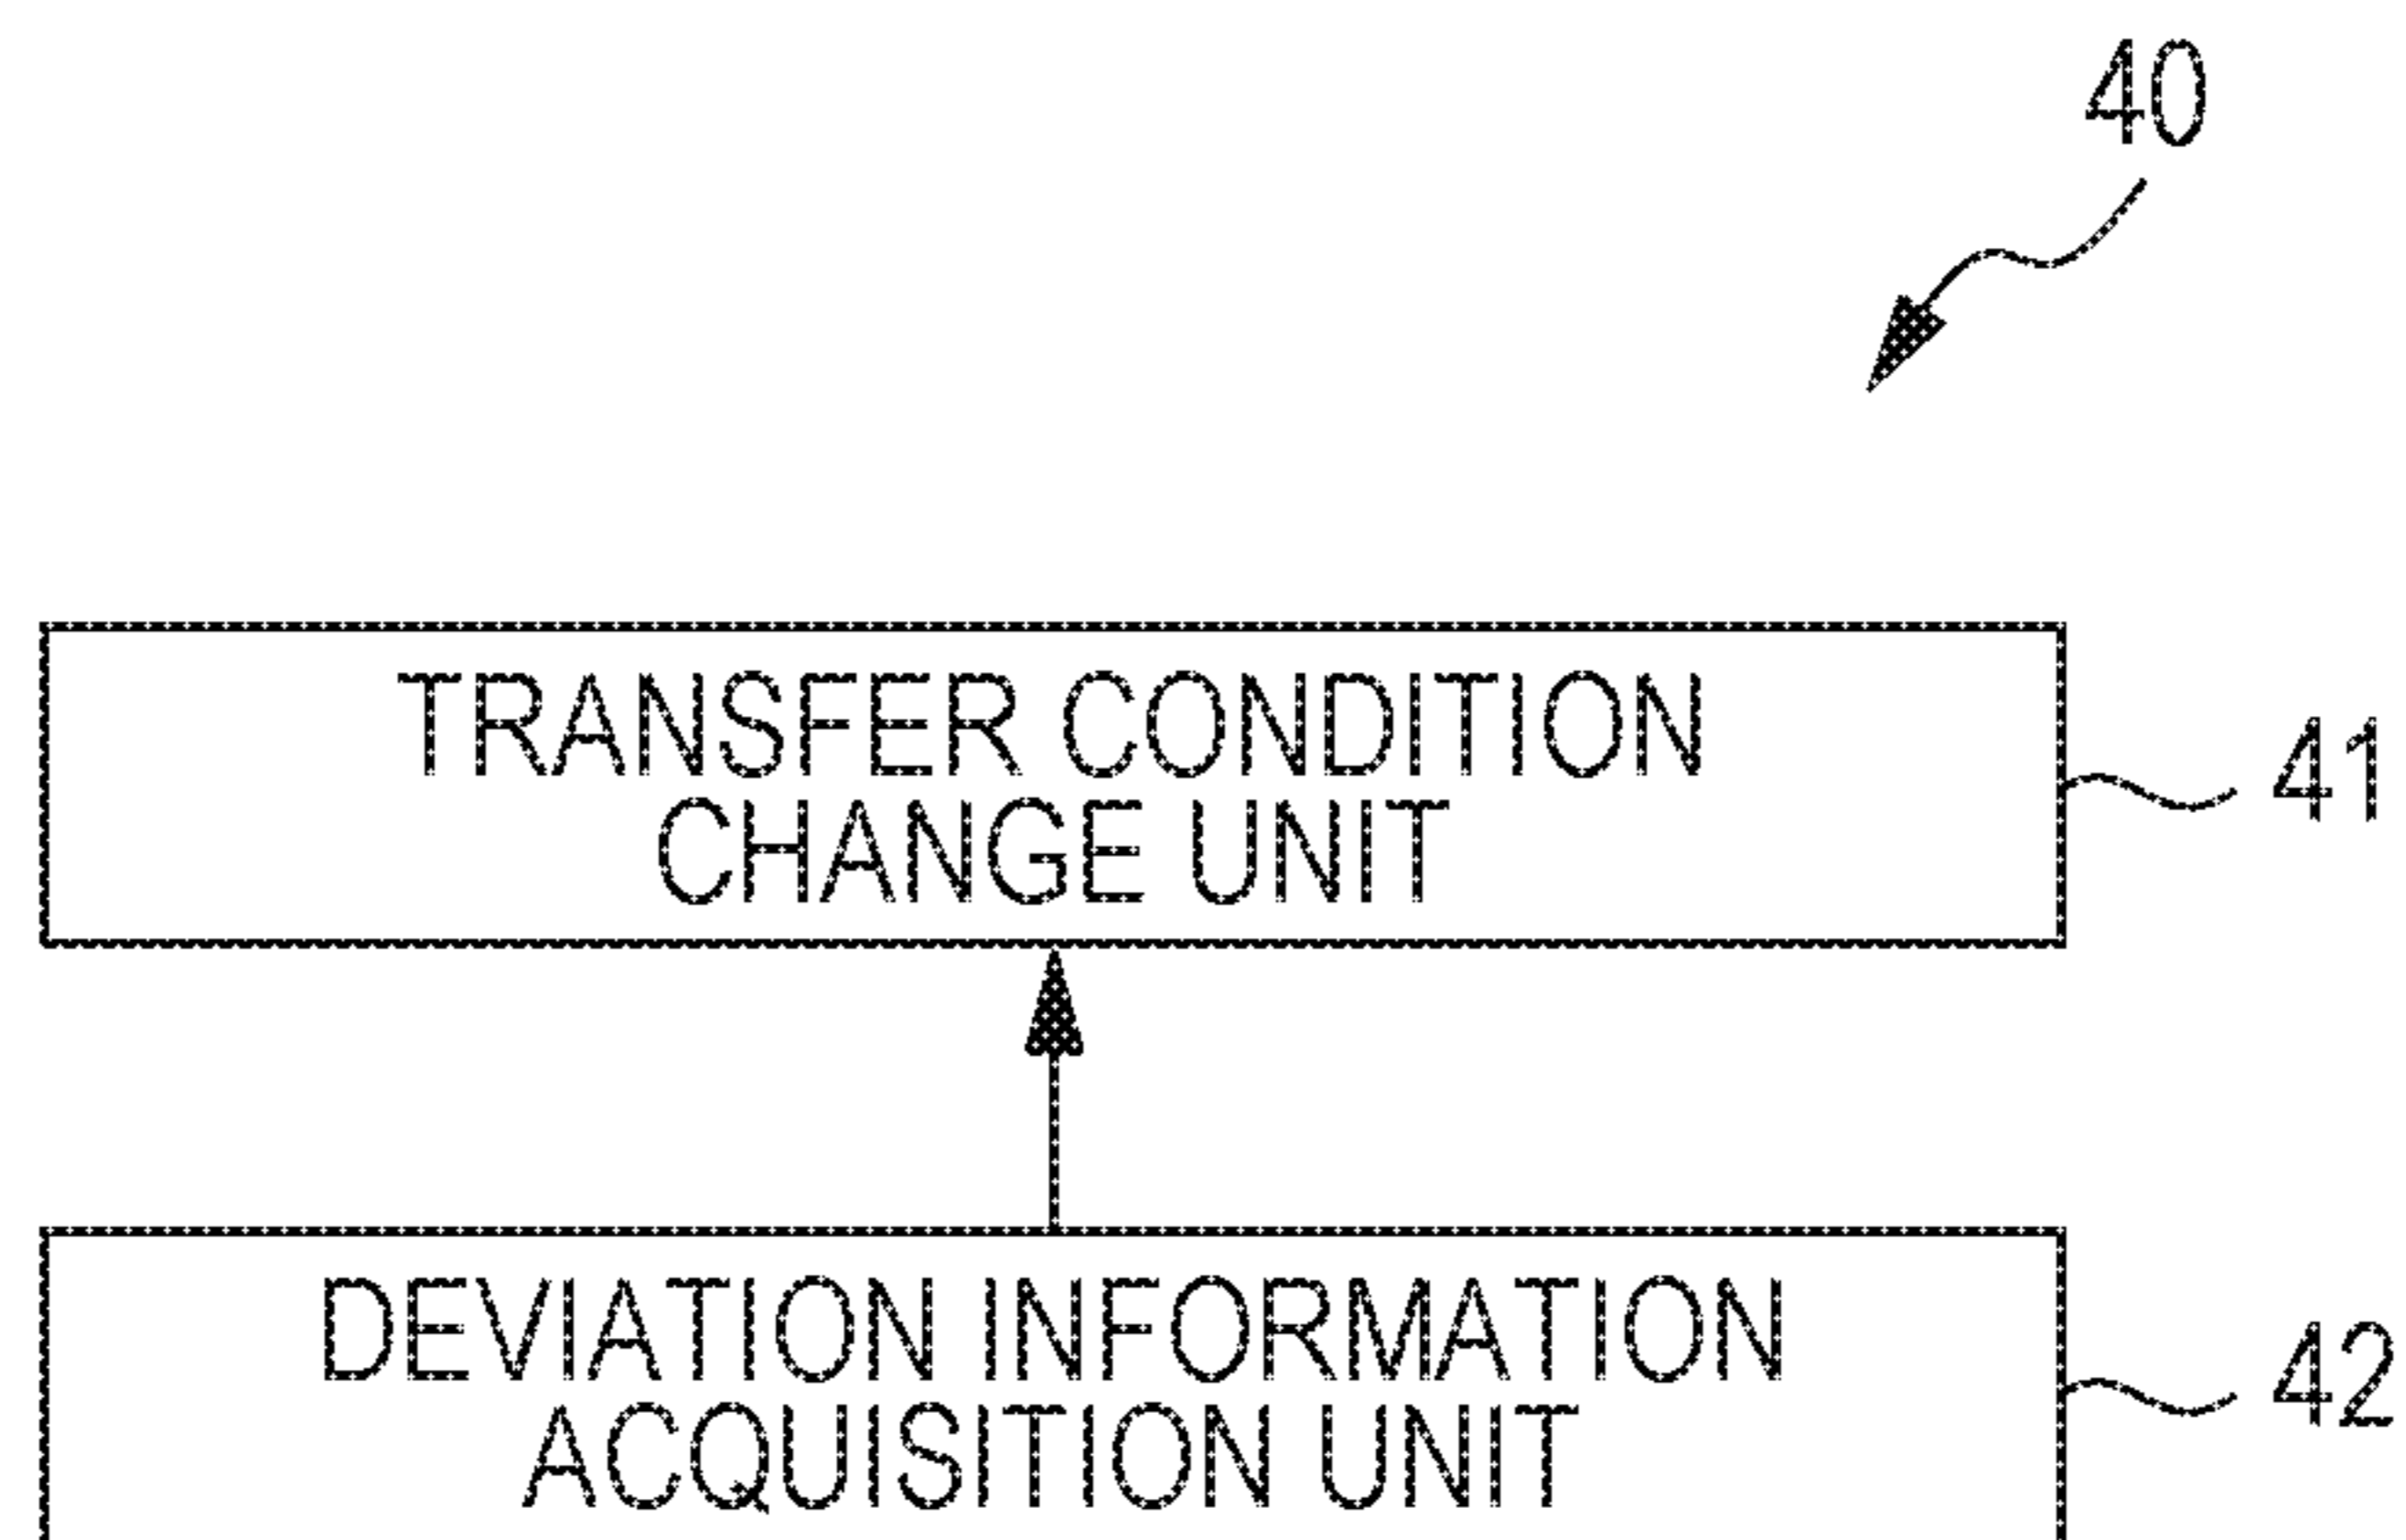 40
TRANSFER CONDITION
CHANGE UNIT
41
DEVIATION INFORMATION
ACQUISITION UNIT
42